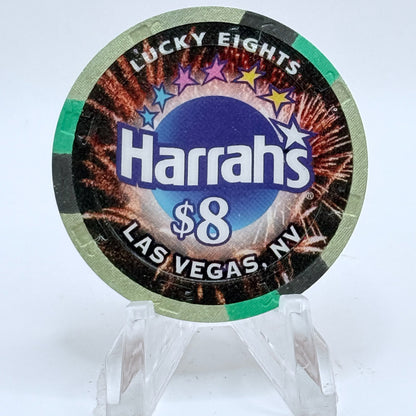 LUCKY EIGHTS
Harrah's
®
$8
LAS VEGAS, NV